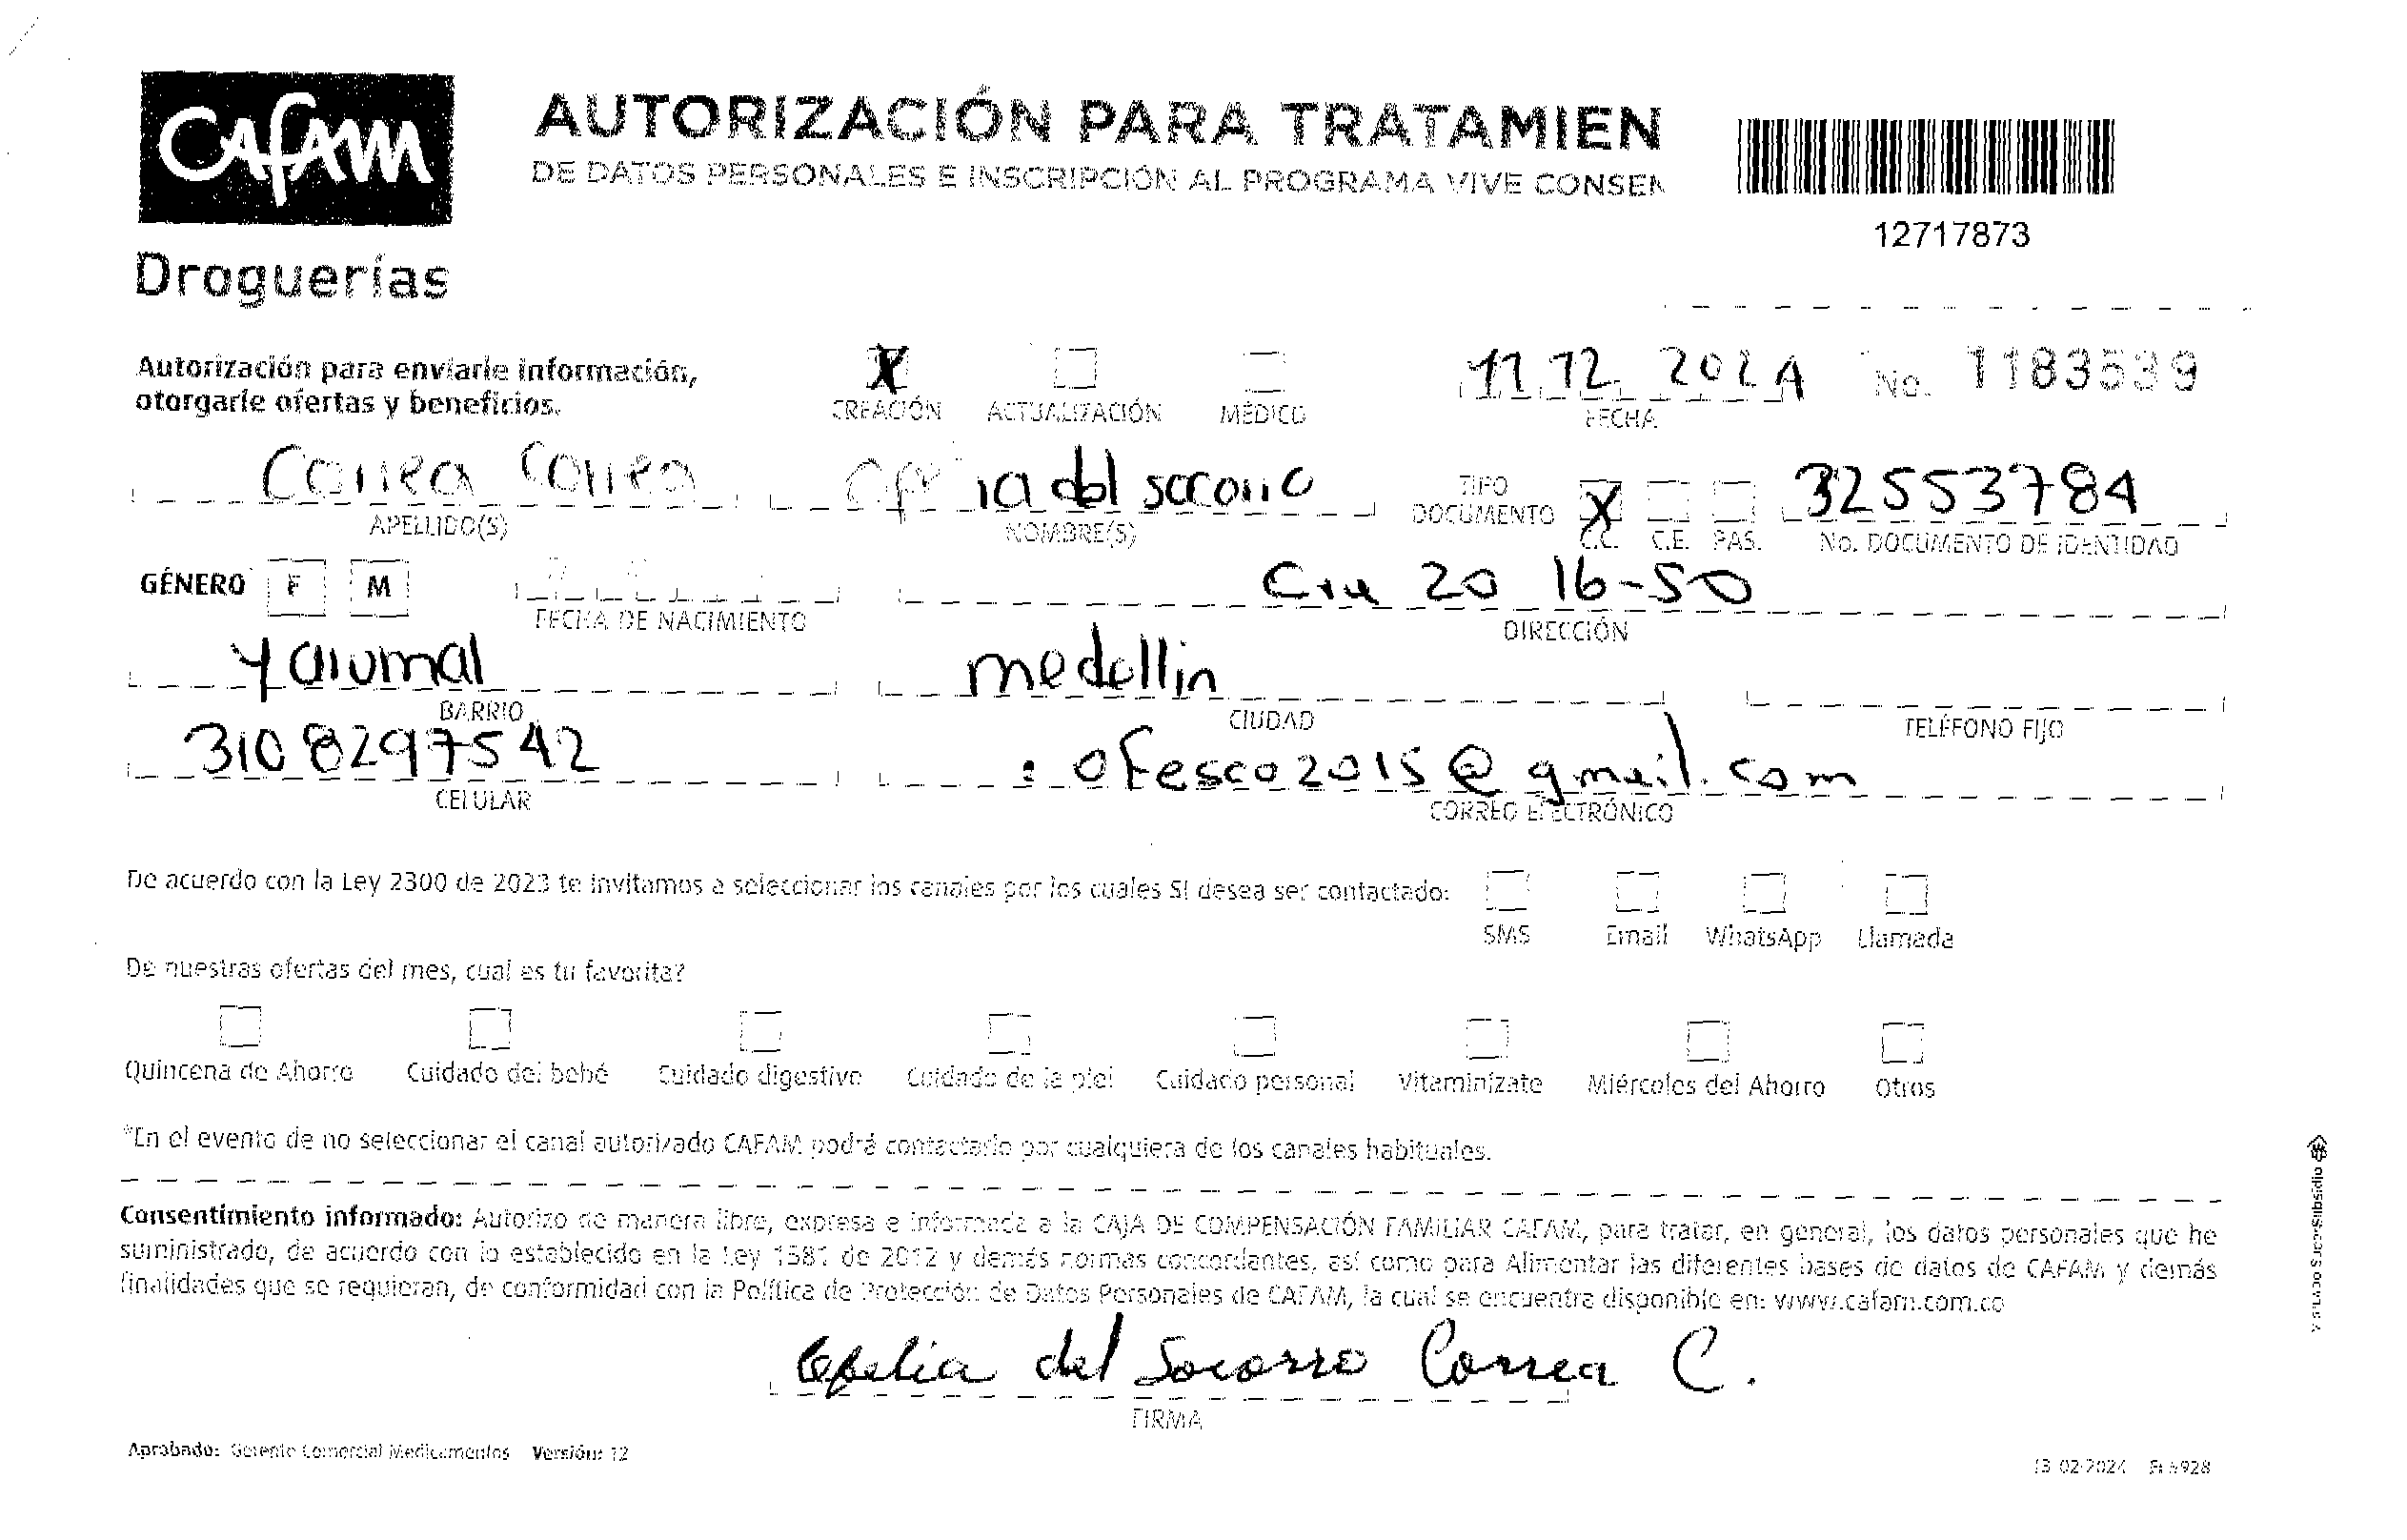 CAFAM
Droguerías
AUTORIZACIÓN PARA TRATAMIEN
DE DATOS PERSONALES E INSCRIPCIÓN AL PROGRAMA VIVE CONSEN
12717873
Autorización para enviarle información,
otorgarle ofertas y beneficios.
X CREACIÓN ACTUALIZACIÓN MÉDICO
11 12 2024 No. 1183539
FECHA
Correa Correa del socorro
APELLIDO(S) NOMBRE(S)
TIPO DOCUMENTO X C.C. C.E. PAS. 32553784
No. DOCUMENTO DE IDENTIDAD
GÉNERO F M
FECHA DE NACIMIENTO
Cra 20 16-50
DIRECCIÓN
yarumal medellin
BARRIO CIUDAD TELÉFONO FIJO
3108297542 : ofesco2015@gmail.com
CELULAR CORREO ELECTRÓNICO
De acuerdo con la Ley 2300 de 2023 te invitamos a seleccionar los canales por los cuales SI desea ser contactado:
SMS Email WhatsApp Llamada
De nuestras ofertas del mes, cual es tu favorita?
Quincena de Ahorro Cuidado del bebé Cuidado digestivo Cuidado de la piel Cuidado personal Vitaminízate Miércoles del Ahorro Otros
*En el evento de no seleccionar el canal autorizado CAFAM podrá contactarlo por cualquiera de los canales habituales.
Consentimiento informado: Autorizo de manera libre, expresa e informada a la CAJA DE COMPENSACIÓN FAMILIAR CAFAM, para tratar, en general, los datos personales que he
suministrado, de acuerdo con lo establecido en la Ley 1581 de 2012 y demás normas concordantes, así como para Alimentar las diferentes bases de datos de CAFAM y demás
finalidades que se requieran, de conformidad con la Política de Protección de Datos Personales de CAFAM, la cual se encuentra disponible en: www.cafam.com.co
Ofelia del Socorro Correa C.
FIRMA
Aprobado: Gerente Comercial Medicamentos Versión: 12
13-02-2024
VIGILADO SuperSubsidio